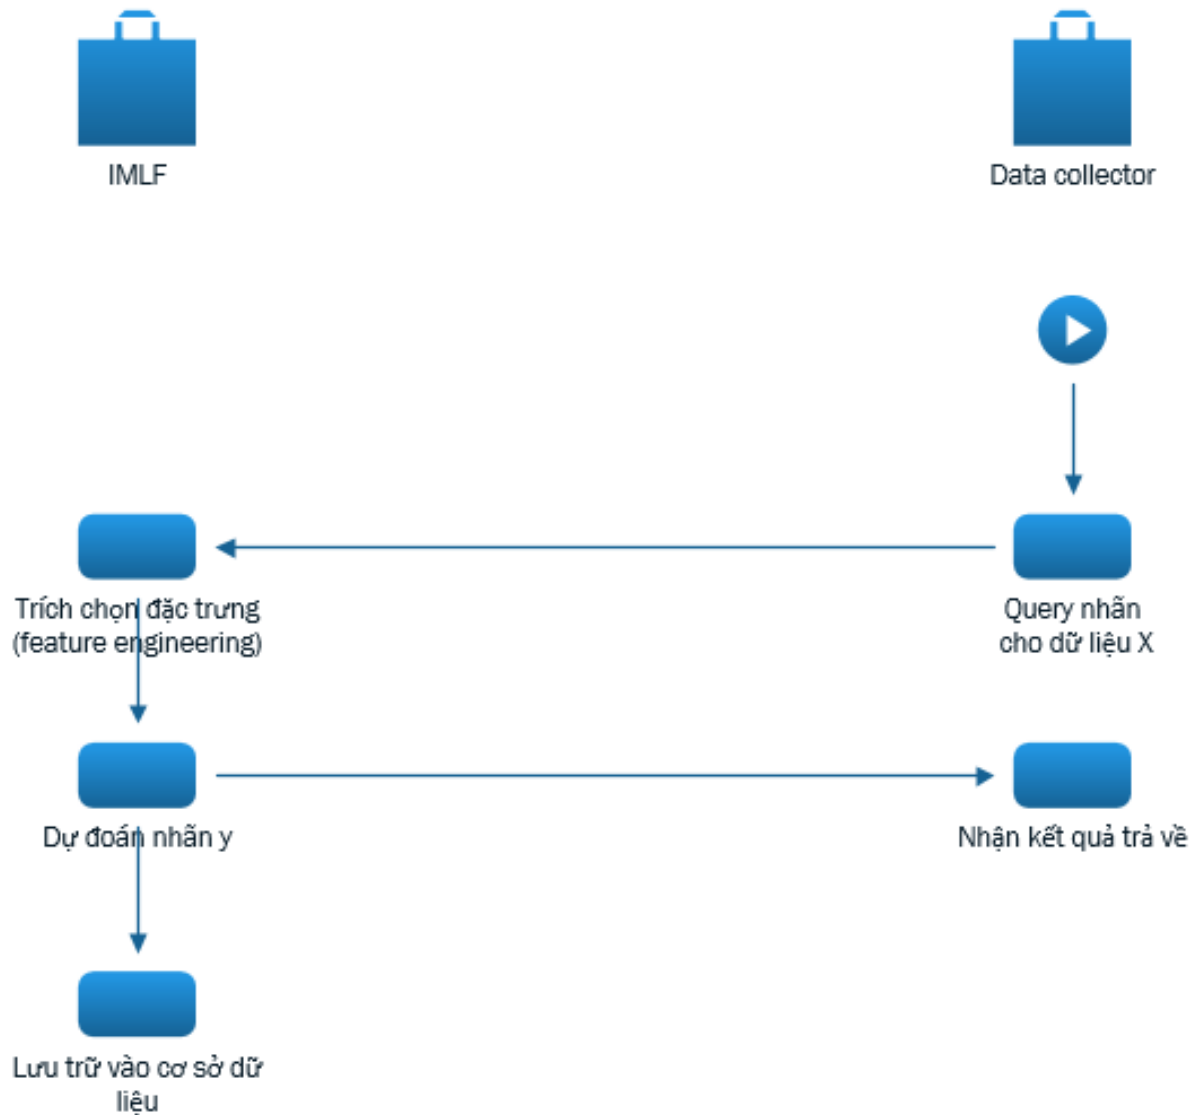 IMLF
Data collector
Trích chọn đặc trưng
(feature engineering)
Query nhãn
cho dữ liệu X
Dự đoán nhãn y
Nhận kết quả trả về
Lưu trữ vào cơ sở dữ
liệu